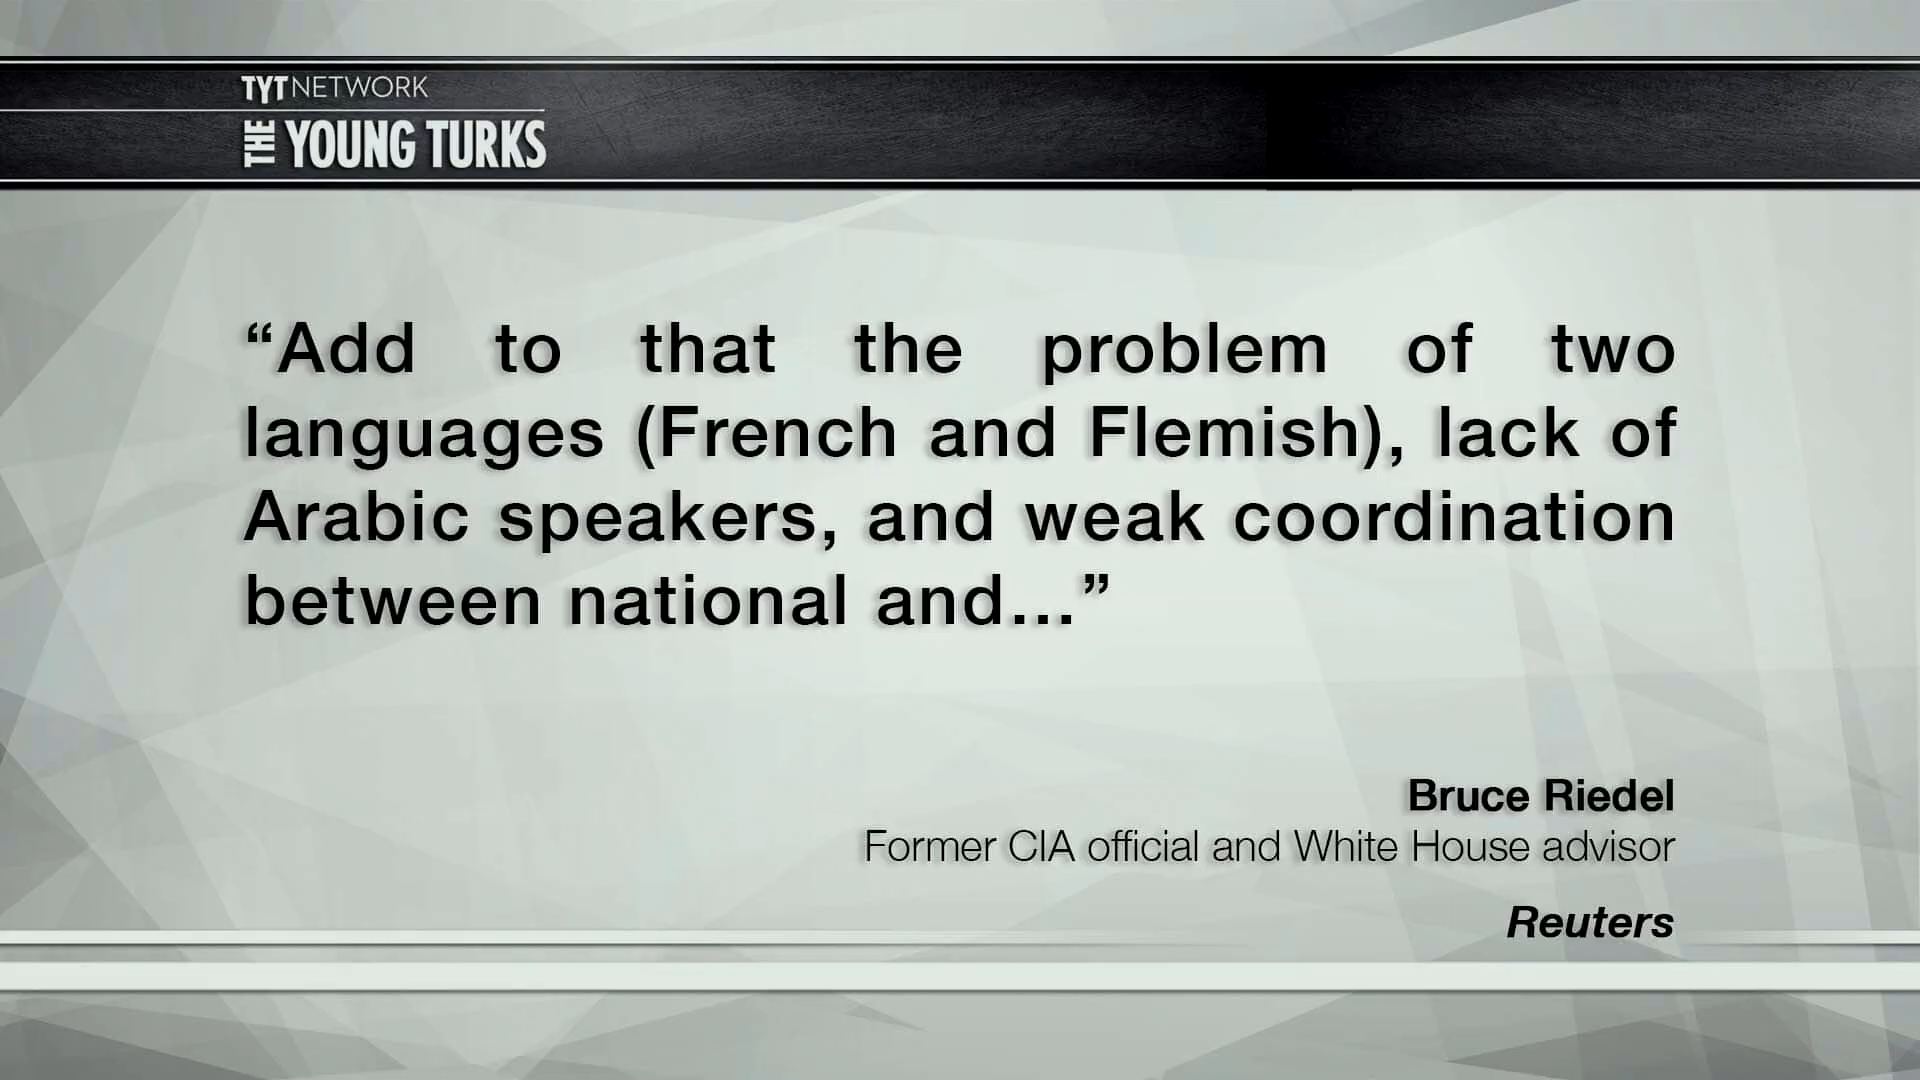 TYT NETWORK
THE YOUNG TURKS
“Add to that the problem of two
languages (French and Flemish), lack of
Arabic speakers, and weak coordination
between national and...”
Bruce Riedel
Former CIA official and White House advisor
Reuters